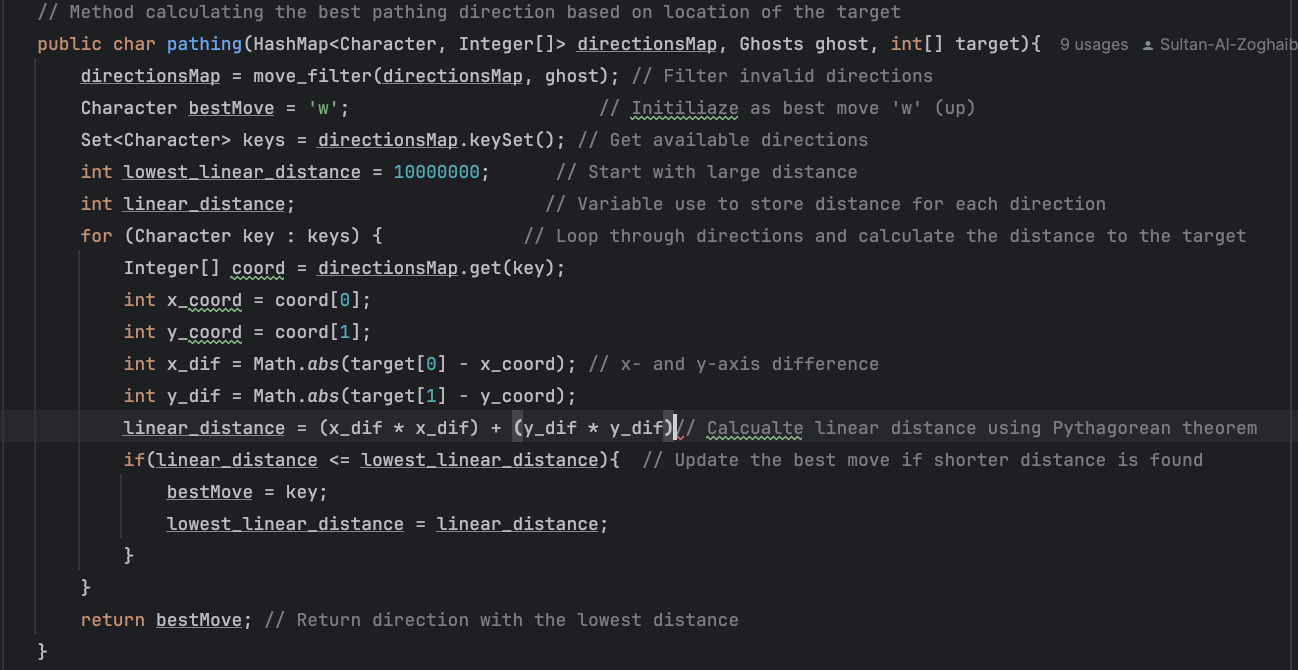 // Method calculating the best pathing direction based on location of the target
public char pathing(HashMap<Character, Integer[]> directionsMap, Ghosts ghost, int[] target){ 9 usages Sultan-Al-Zoghaib
directionsMap = move_filter(directionsMap, ghost); // Filter invalid directions
Character bestMove = 'w'; // Initiliaze as best move 'w' (up)
Set<Character> keys = directionsMap.keySet(); // Get available directions
int lowest_linear_distance = 10000000; // Start with large distance
int linear_distance; // Variable use to store distance for each direction
for (Character key : keys) { // Loop through directions and calculate the distance to the target
Integer[] coord = directionsMap.get(key);
int x_coord = coord[0];
int y_coord = coord[1];
int x_dif = Math.abs(target[0] - x_coord); // x- and y-axis difference
int y_dif = Math.abs(target[1] - y_coord);
linear_distance = (x_dif * x_dif) + (y_dif * y_dif)// Calcualte linear distance using Pythagorean theorem
if(linear_distance <= lowest_linear_distance){ // Update the best move if shorter distance is found
bestMove = key;
lowest_linear_distance = linear_distance;
}
}
return bestMove; // Return direction with the lowest distance
}